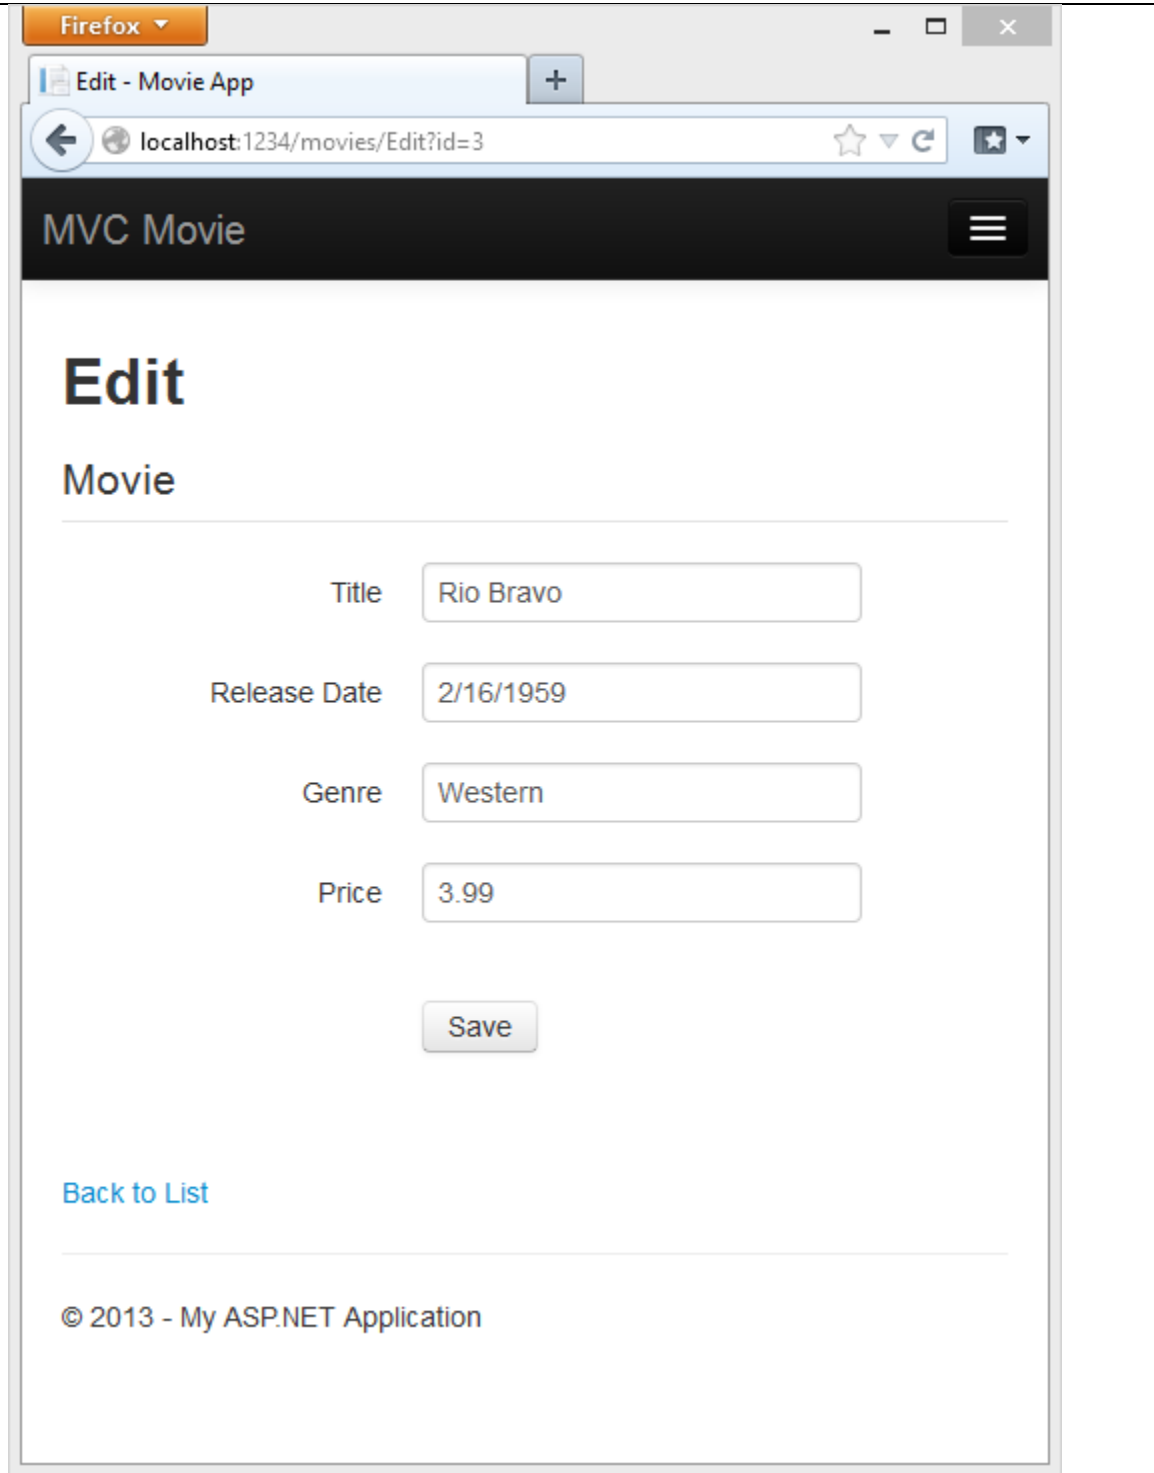 Firefox
Edit - Movie App
localhost:1234/movies/Edit?id=3
MVC Movie
Edit
Movie
Title Rio Bravo
Release Date 2/16/1959
Genre Western
Price 3.99
Save
Back to List
© 2013 - My ASP.NET Application